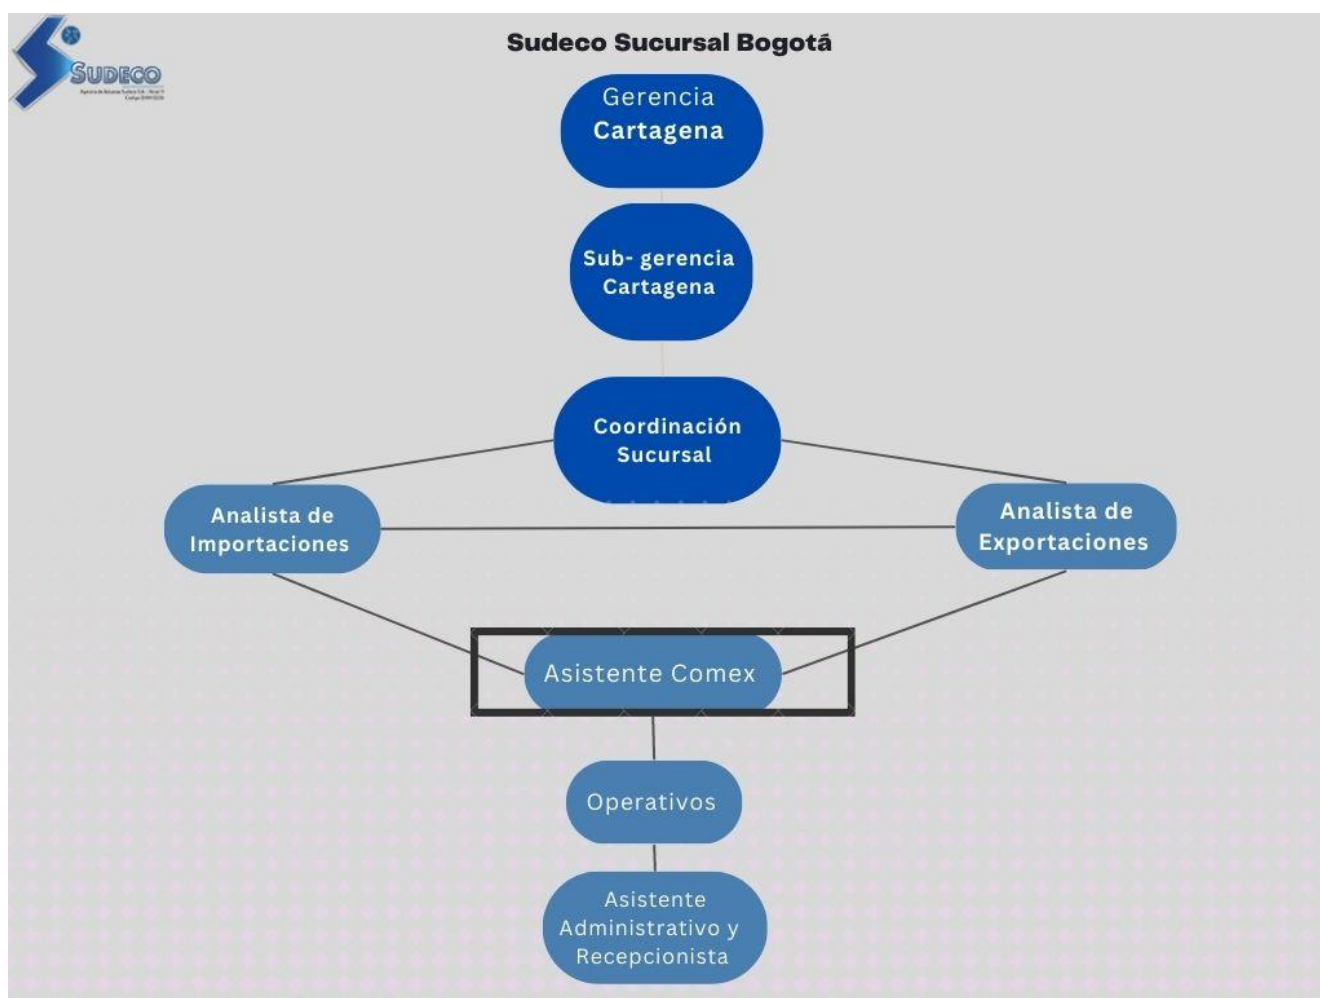 SUDECO
Sudeco Sucursal Bogotá
Gerencia
Cartagena
Sub- gerencia
Cartagena
Coordinación
Sucursal
Analista de
Importaciones
Analista de
Exportaciones
Asistente Comex
Operativos
Asistente
Administrativo y
Recepcionista